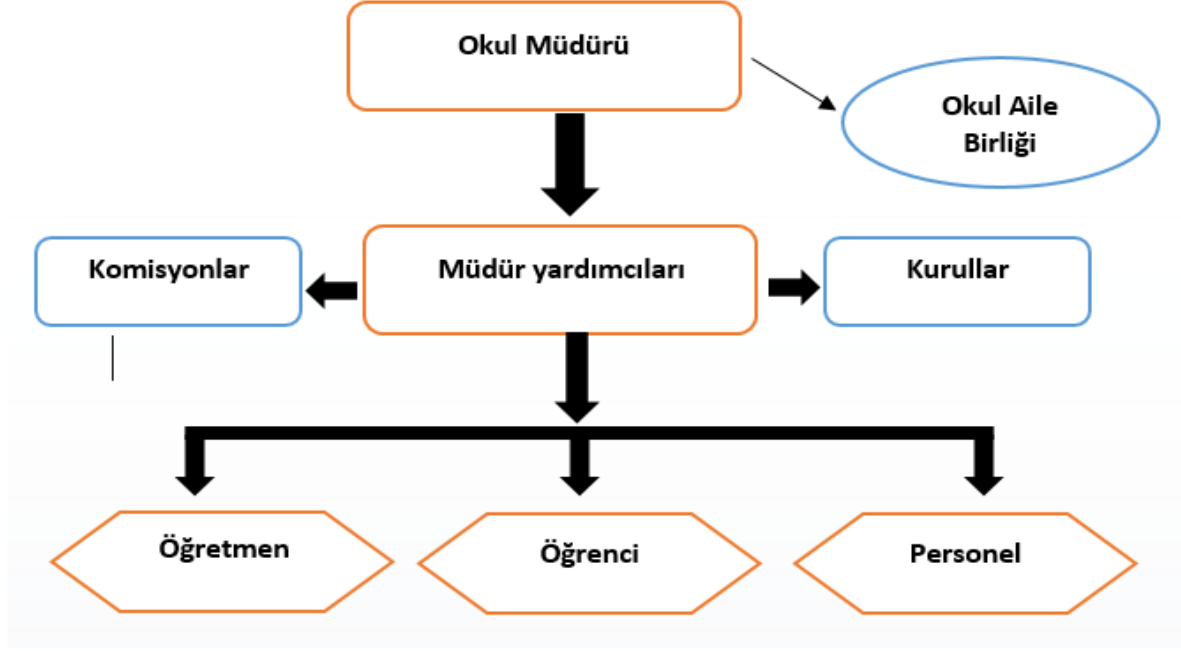 Okul Müdürü
Okul Aile
Birliği
Komisyonlar
Müdür yardımcıları
Kurullar
Öğretmen
Öğrenci
Personel